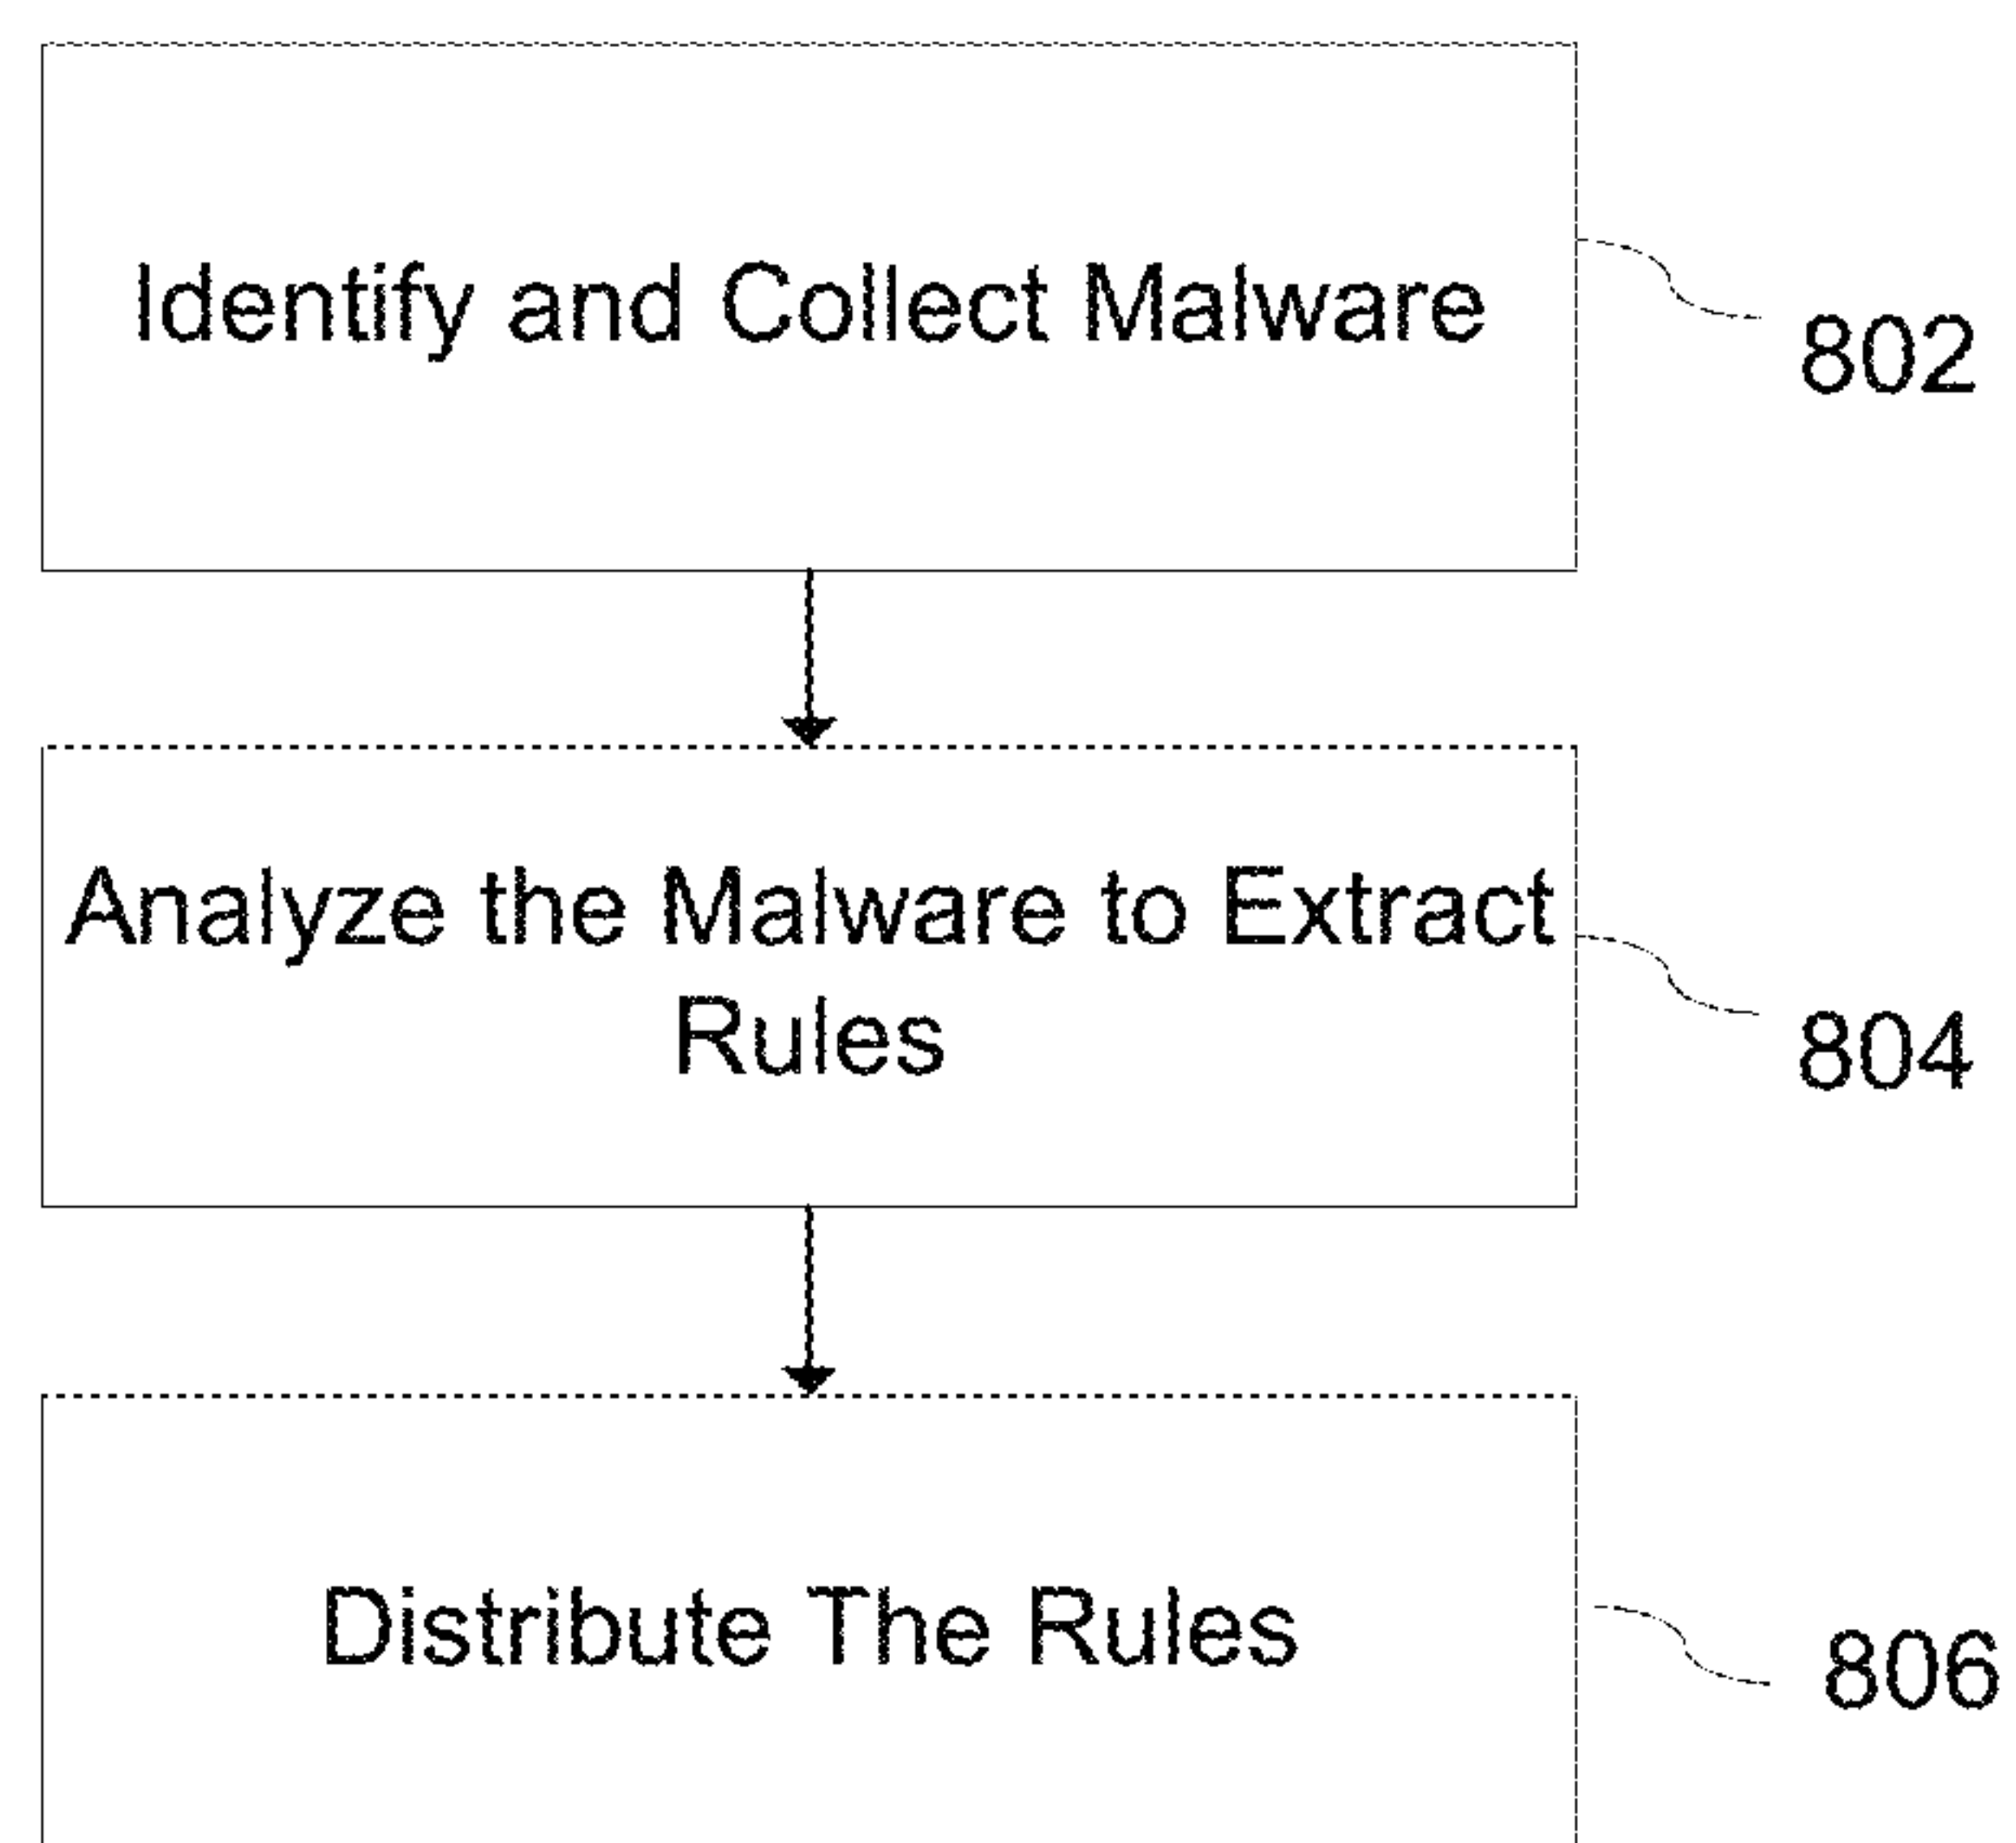 Identify and Collect Malware
802
Analyze the Malware to Extract
Rules
804
Distribute The Rules
806